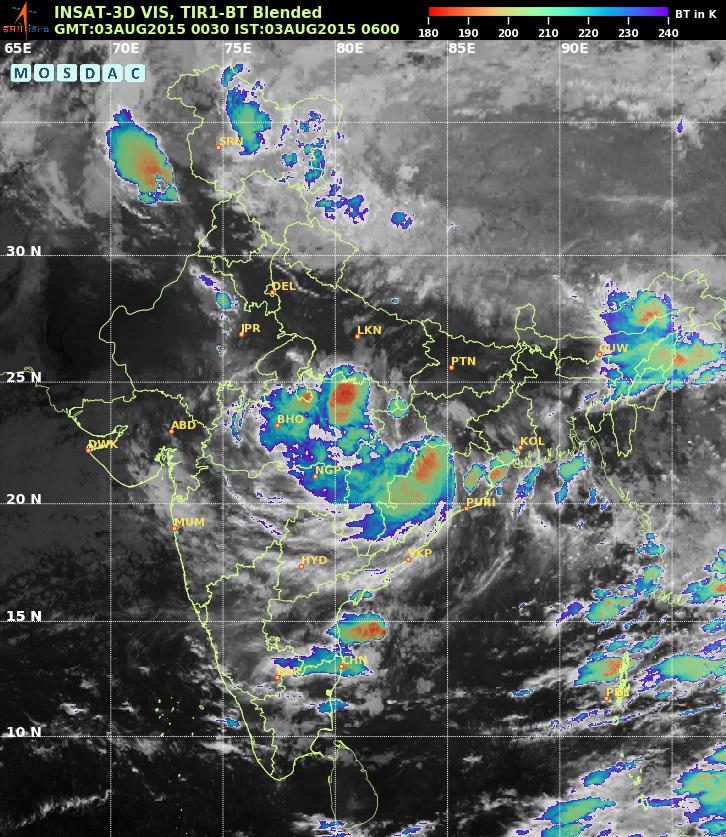 INSAT-3D VIS, TIR1-BT Blended
GMT:03AUG2015 0030 IST:03AUG2015 0600
BT in K
180 190 200 210 220 230 240
65E 70E 75E 80E 85E 90E
MOSDAC
SRN
30 N
DEL
JPR LKN
GUW
PTN
25 N
BHO
ABD
DWK KOL
NGP
20 N PURI
MUM
VKP
HYD
15 N
CHN
PBL
10 N